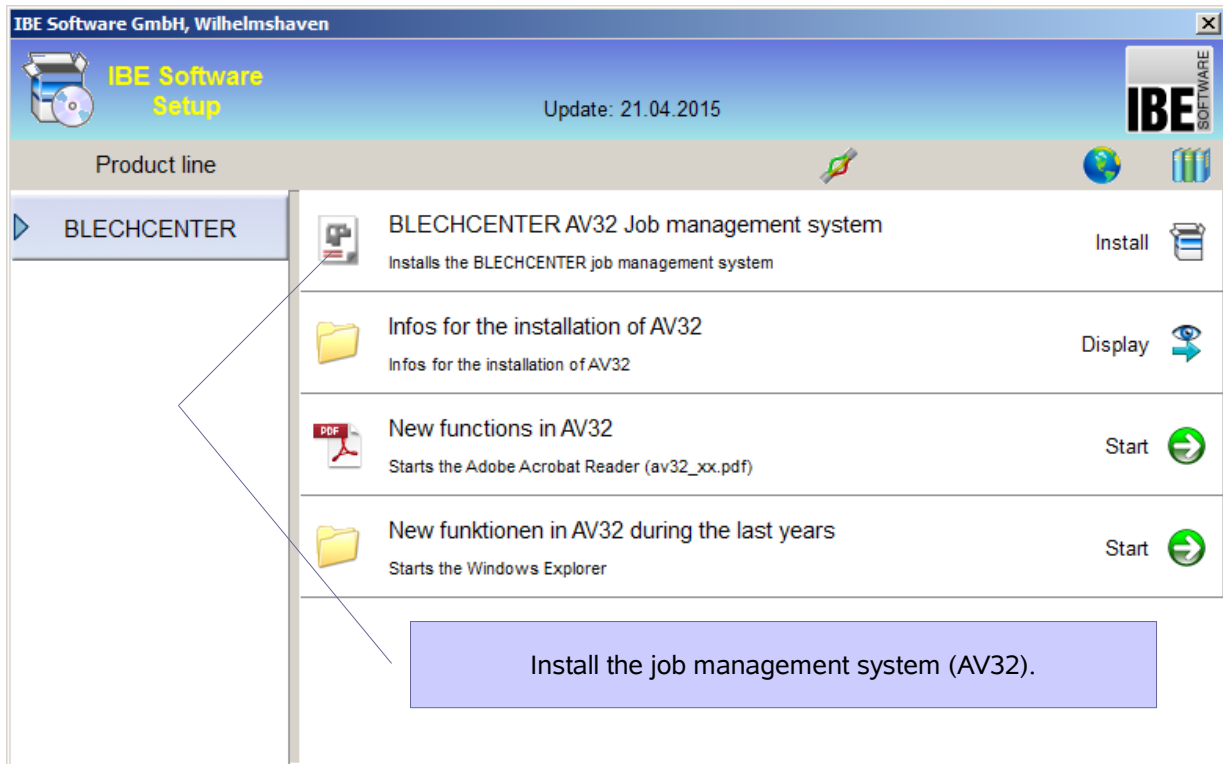 IBE Software GmbH, Wilhelmshaven
IBE Software
Setup
Update: 21.04.2015
IBE SOFTWARE
Product line
BLECHCENTER
BLECHCENTER AV32 Job management system
Install
Installs the BLECHCENTER job management system
Infos for the installation of AV32
Display
Infos for the installation of AV32
PDF
New functions in AV32
Start
Starts the Adobe Acrobat Reader (av32_xx.pdf)
New funktionen in AV32 during the last years
Start
Starts the Windows Explorer
Install the job management system (AV32).